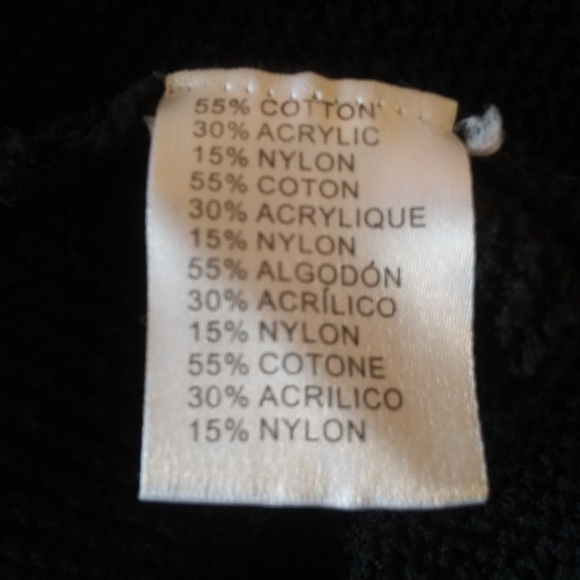 55% COTTON
30% ACRYLIC
15% NYLON
55% COTON
30% ACRYLIQUE
15% NYLON
55% ALGODÓN
30% ACRÍLICO
15% NYLON
55% COTONE
30% ACRILICO
15% NYLON